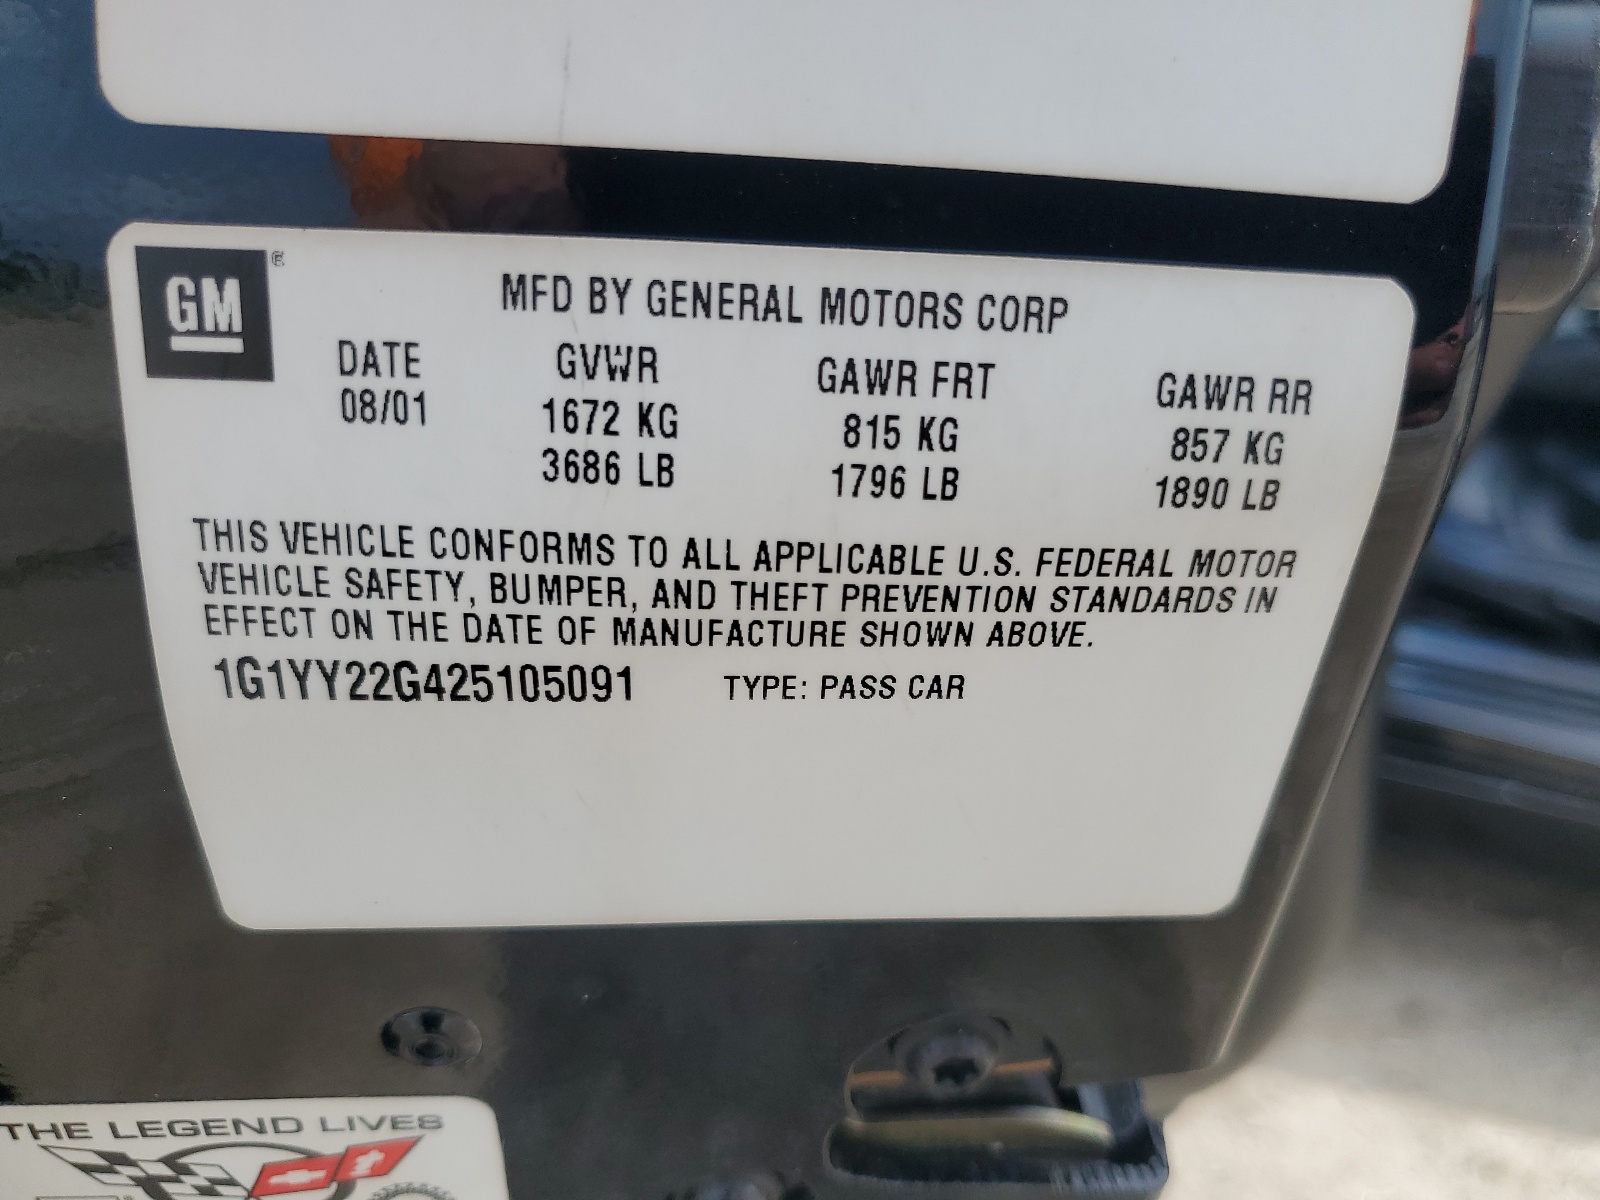 GM
MFD BY GENERAL MOTORS CORP
DATE GVWR GAWR FRT GAWR RR
08/01 1672 KG 815 KG 857 KG
3686 LB 1796 LB 1890 LB
THIS VEHICLE CONFORMS TO ALL APPLICABLE U.S. FEDERAL MOTOR
VEHICLE SAFETY, BUMPER, AND THEFT PREVENTION STANDARDS IN
EFFECT ON THE DATE OF MANUFACTURE SHOWN ABOVE.
1G1YY22G425105091 TYPE: PASS CAR
THE LEGEND LIVES